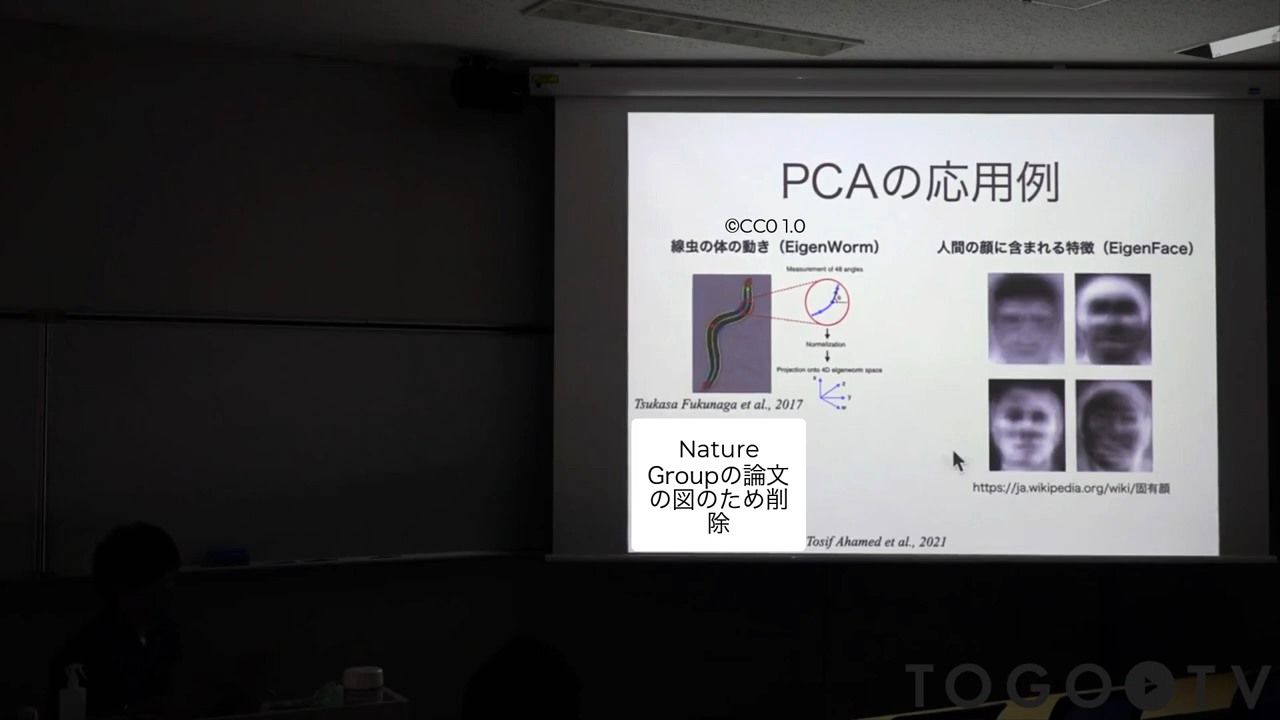 PCAの応用例
©CC0 1.0
線虫の体の動き（EigenWorm）
Measurement of 48 angles
Normalization
Projection onto 4D eigenworm space
x
z
y
w
Tsukasa Fukunaga et al., 2017
Nature
Groupの論文
の図のため削
除
Tosif Ahamed et al., 2021
人間の顔に含まれる特徴（EigenFace）
https://ja.wikipedia.org/wiki/固有顔
TOGO TV